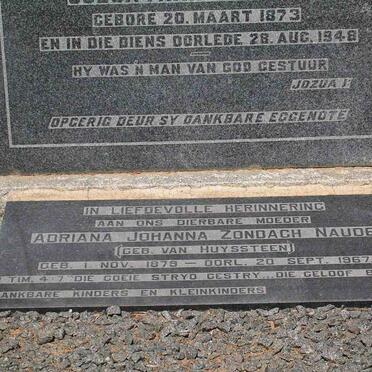 GEBORE 20. MAART 1873
EN IN DIE DIENS OORLEDE 28. AUG. 1948
HY WAS 'N MAN VAN GOD GESTUUR
JOZUA 1.
OPGERIG DEUR SY DANKBARE EGGENOTE
IN LIEFDEVOLLE HERINNERING
AAN ONS DIERBARE MOEDER
ADRIANA JOHANNA ZONDACH NAUDE
(GEB. VAN HUYSSTEEN)
GEB. 1 NOV. 1879 – OORL. 20 SEPT. 1967
TIM. 4:7 "DIE GOEIE STRYD GESTRY... DIE GELOOF
ANKBARE KINDERS EN KLEINKINDERS